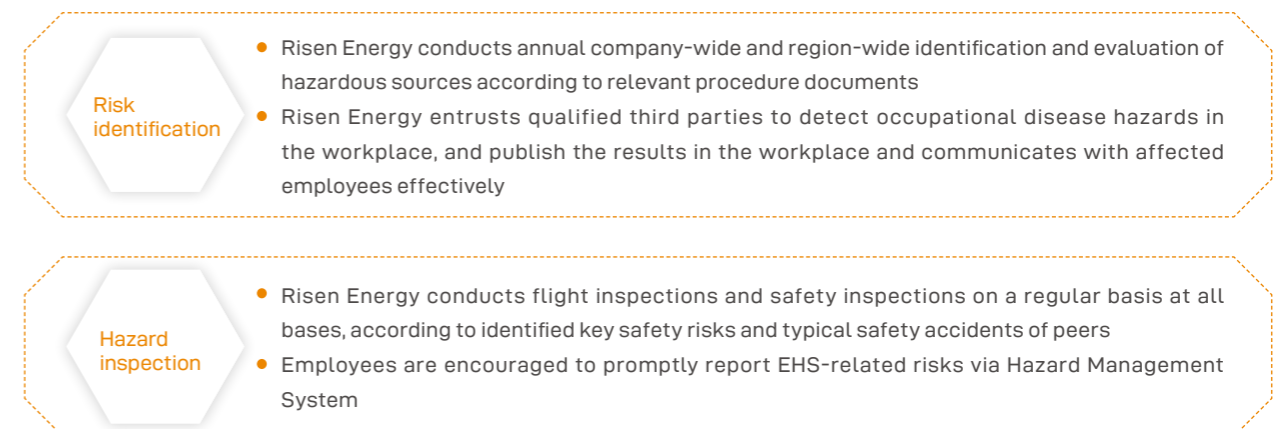 Risk
identification
Risen Energy conducts annual company-wide and region-wide identification and evaluation of
hazardous sources according to relevant procedure documents
Risen Energy entrusts qualified third parties to detect occupational disease hazards in
the workplace, and publish the results in the workplace and communicates with affected
employees effectively
Hazard
inspection
Risen Energy conducts flight inspections and safety inspections on a regular basis at all
bases, according to identified key safety risks and typical safety accidents of peers
Employees are encouraged to promptly report EHS-related risks via Hazard Management
System